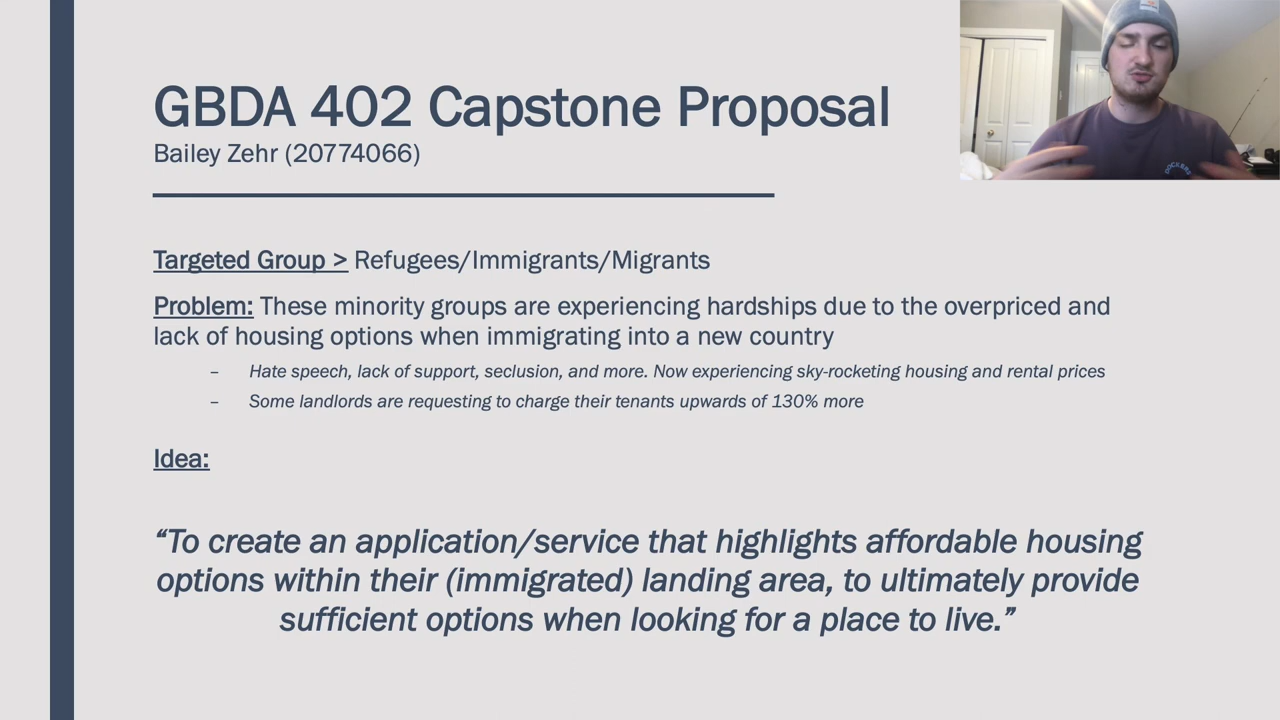 GBDA 402 Capstone Proposal
Bailey Zehr (20774066)
Targeted Group > Refugees/Immigrants/Migrants
Problem: These minority groups are experiencing hardships due to the overpriced and
lack of housing options when immigrating into a new country
– Hate speech, lack of support, seclusion, and more. Now experiencing sky-rocketing housing and rental prices
– Some landlords are requesting to charge their tenants upwards of 130% more
Idea:
“To create an application/service that highlights affordable housing
options within their (immigrated) landing area, to ultimately provide
sufficient options when looking for a place to live.”
DOCKERS